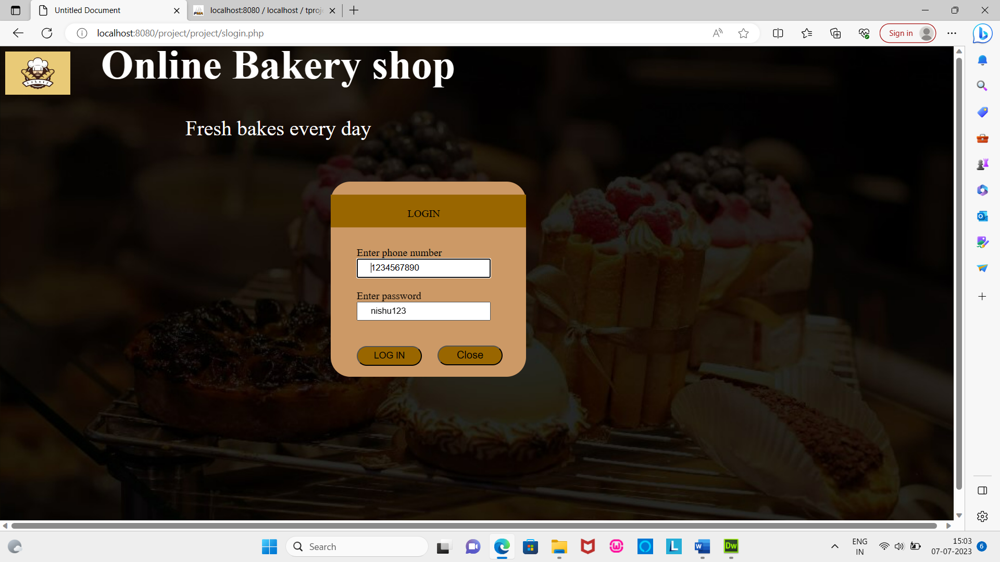 Untitled Document
localhost:8080 / localhost / tproj
localhost:8080/project/project/slogin.php
Sign in
bakery
Online Bakery shop
Fresh bakes every day
LOGIN
Enter phone number
1234567890
Enter password
nishu123
LOG IN
Close
Search
ENG
IN
15:03
07-07-2023
6
Dw